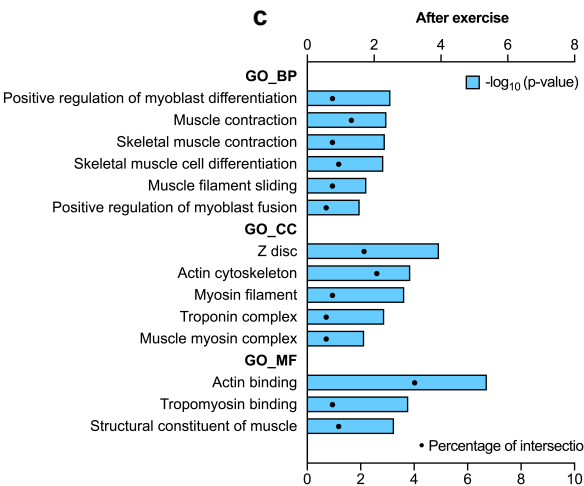 C
After exercise
0 2 4 6 8
GO_BP
-log10 (p-value)
Positive regulation of myoblast differentiation
Muscle contraction
Skeletal muscle contraction
Skeletal muscle cell differentiation
Muscle filament sliding
Positive regulation of myoblast fusion
GO_CC
Z disc
Actin cytoskeleton
Myosin filament
Troponin complex
Muscle myosin complex
GO_MF
Actin binding
Tropomyosin binding
Structural constituent of muscle
• Percentage of intersectio
0 2 4 6 8 10